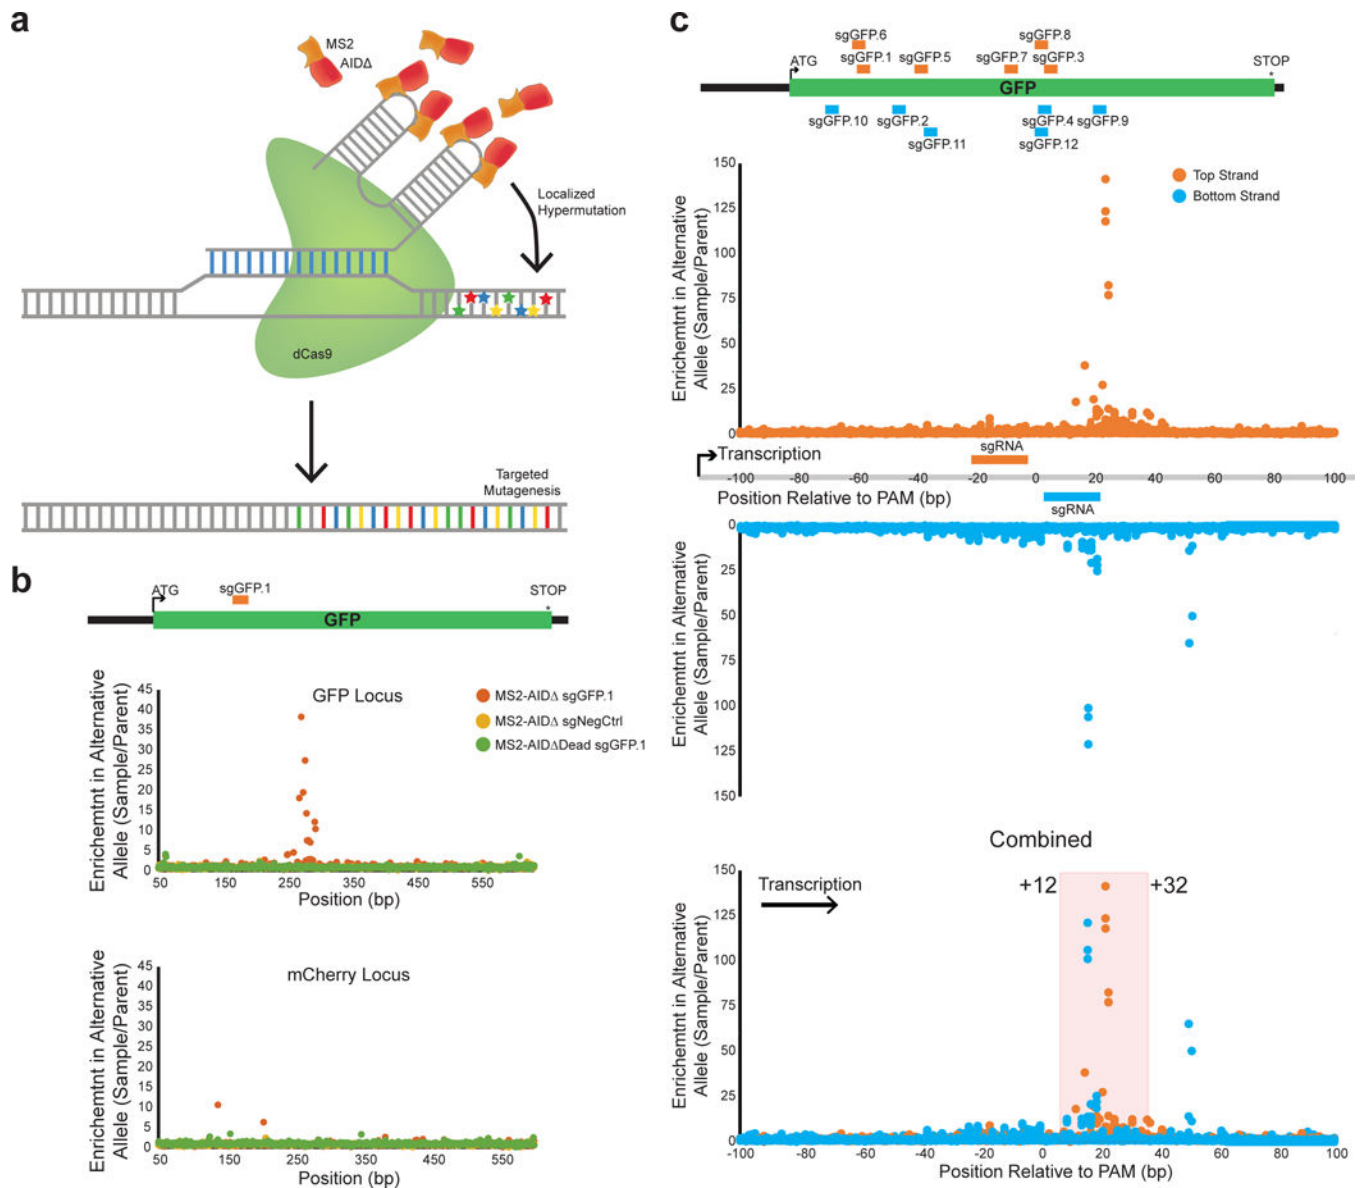 a
MS2
AIDΔ
Localized
Hypermutation
dCas9
Targeted
Mutagenesis
b
ATG
sgGFP.1
STOP
*
GFP
Enrichemtnt in Alternative
Allele (Sample/Parent)
45
40
35
30
25
20
15
10
5
0
GFP Locus
MS2-AIDΔ sgGFP.1
MS2-AIDΔ sgNegCtrl
MS2-AIDΔDead sgGFP.1
50 150 250 350 450 550
Position (bp)
Enrichemtnt in Alternative
Allele (Sample/Parent)
45
40
35
30
25
20
15
10
5
0
mCherry Locus
50 150 250 350 450 550
Position (bp)
c
sgGFP.6 sgGFP.8
ATG sgGFP.1 sgGFP.5 sgGFP.7 sgGFP.3 STOP
*
GFP
sgGFP.10 sgGFP.2 sgGFP.4 sgGFP.9
sgGFP.11 sgGFP.12
Enrichemtnt in Alternative
Allele (Sample/Parent)
150
125
100
75
50
25
0
Top Strand
Bottom Strand
sgRNA
Transcription
-100 -80 -60 -40 -20 0 20 40 60 80 100
Position Relative to PAM (bp)
sgRNA
Enrichemtnt in Alternative
Allele (Sample/Parent)
0
25
50
75
100
125
150
Combined
Enrichemtnt in Alternative
Allele (Sample/Parent)
150
125
100
75
50
25
0
Transcription
+12 +32
-100 -80 -60 -40 -20 0 20 40 60 80 100
Position Relative to PAM (bp)